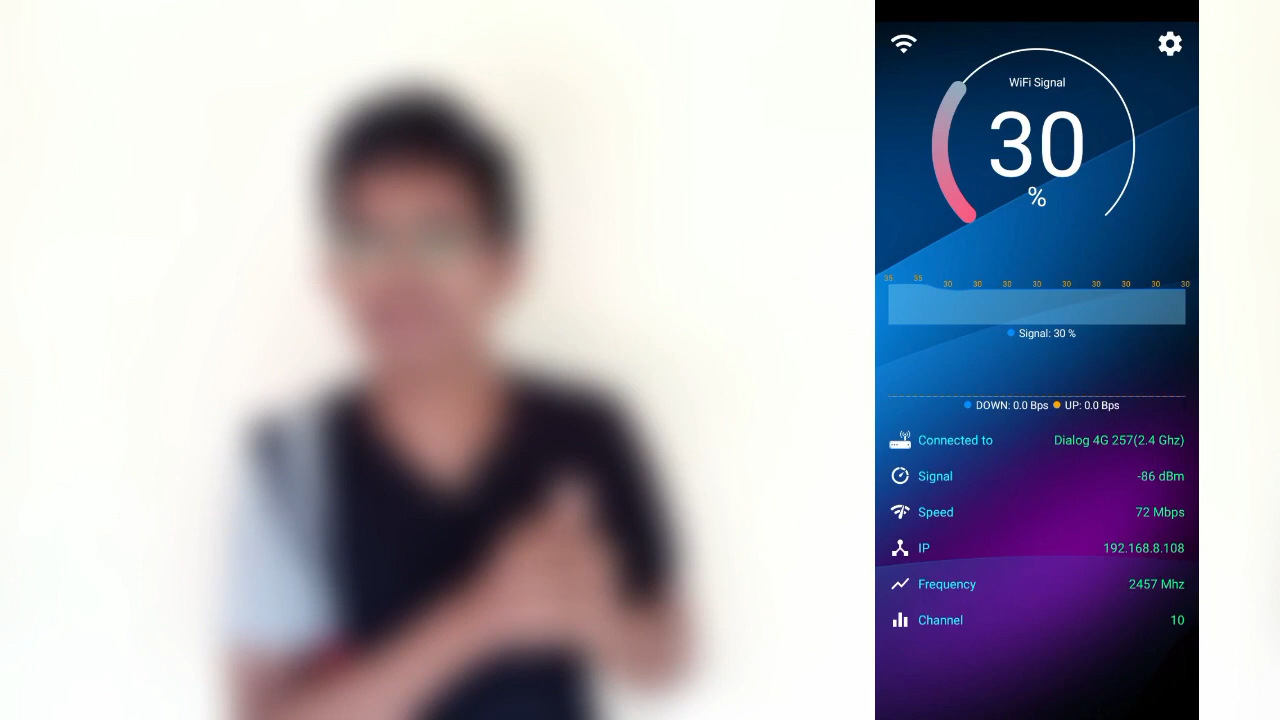 WiFi Signal
30
%
35 35 30 30 30 30 30 30 30 30 30
Signal: 30 %
DOWN: 0.0 Bps UP: 0.0 Bps
Connected to Dialog 4G 257(2.4 Ghz)
Signal -86 dBm
Speed 72 Mbps
IP 192.168.8.108
Frequency 2457 Mhz
Channel 10